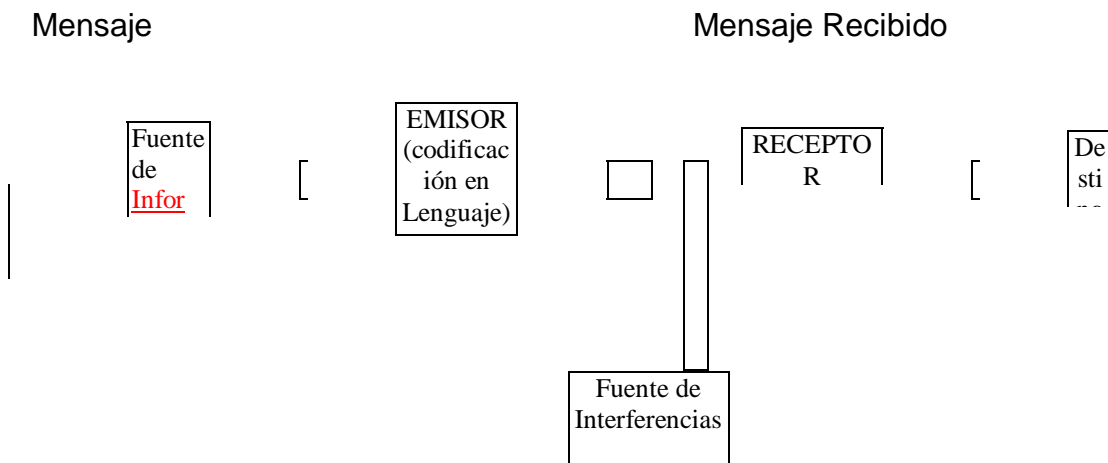 Mensaje
Mensaje Recibido
Fuente
de
Infor
EMISOR
(codificac
ión en
Lenguaje)
RECEPTO
R
De
sti
Fuente de
Interferencias